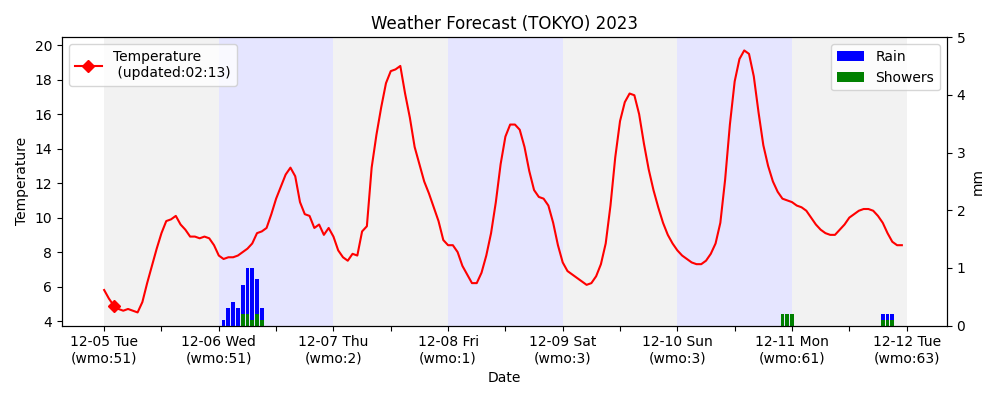 Weather Forecast (TOKYO) 2023
Temperature
(updated:02:13)
Rain
Showers
20
18
16
14
12
10
8
6
4
Temperature
5
4
3
2
1
0
mm
12-05 Tue
(wmo:51)
12-06 Wed
(wmo:51)
12-07 Thu
(wmo:2)
12-08 Fri
(wmo:1)
12-09 Sat
(wmo:3)
12-10 Sun
(wmo:3)
12-11 Mon
(wmo:61)
12-12 Tue
(wmo:63)
Date